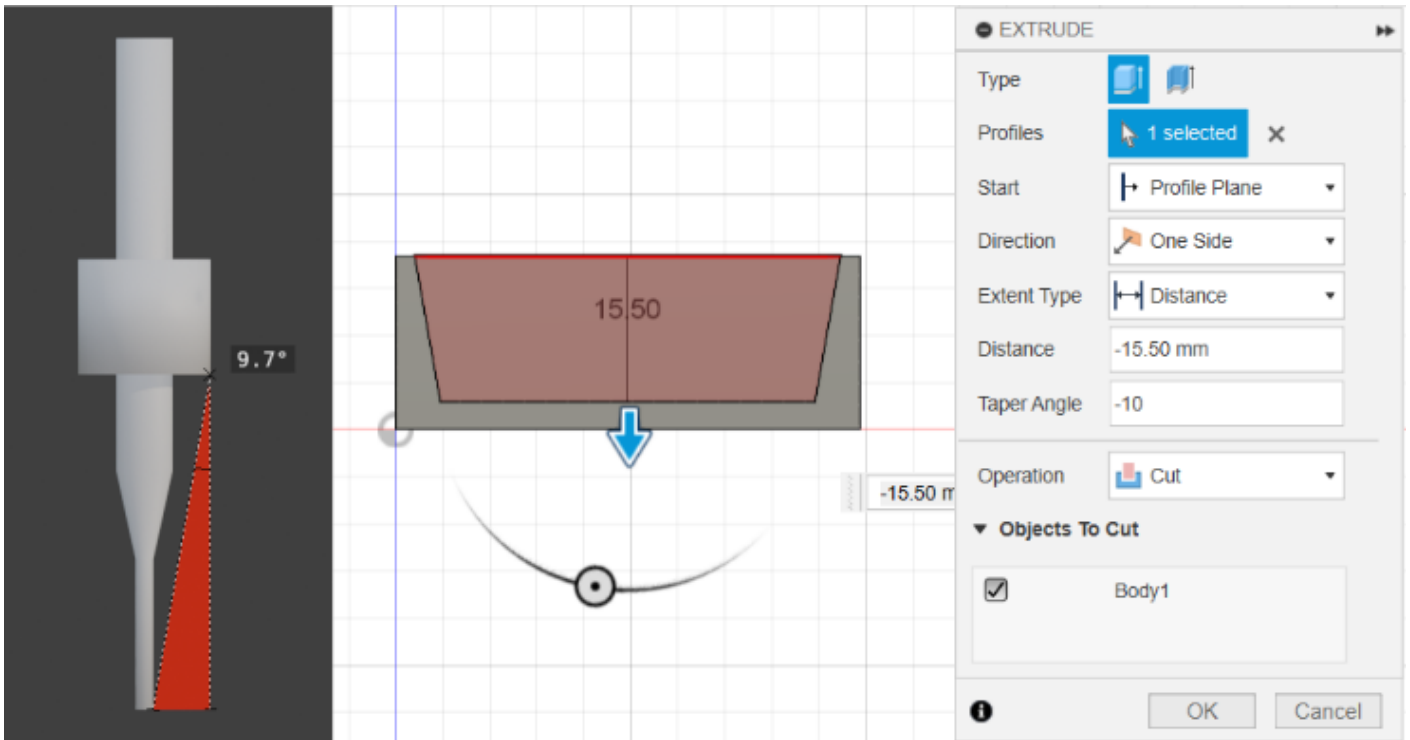 9.7°
15.50
-15.50 m
EXTRUDE
Type
Profiles 1 selected
Start Profile Plane
Direction One Side
Extent Type Distance
Distance -15.50 mm
Taper Angle -10
Operation Cut
Objects To Cut
Body1
OK Cancel